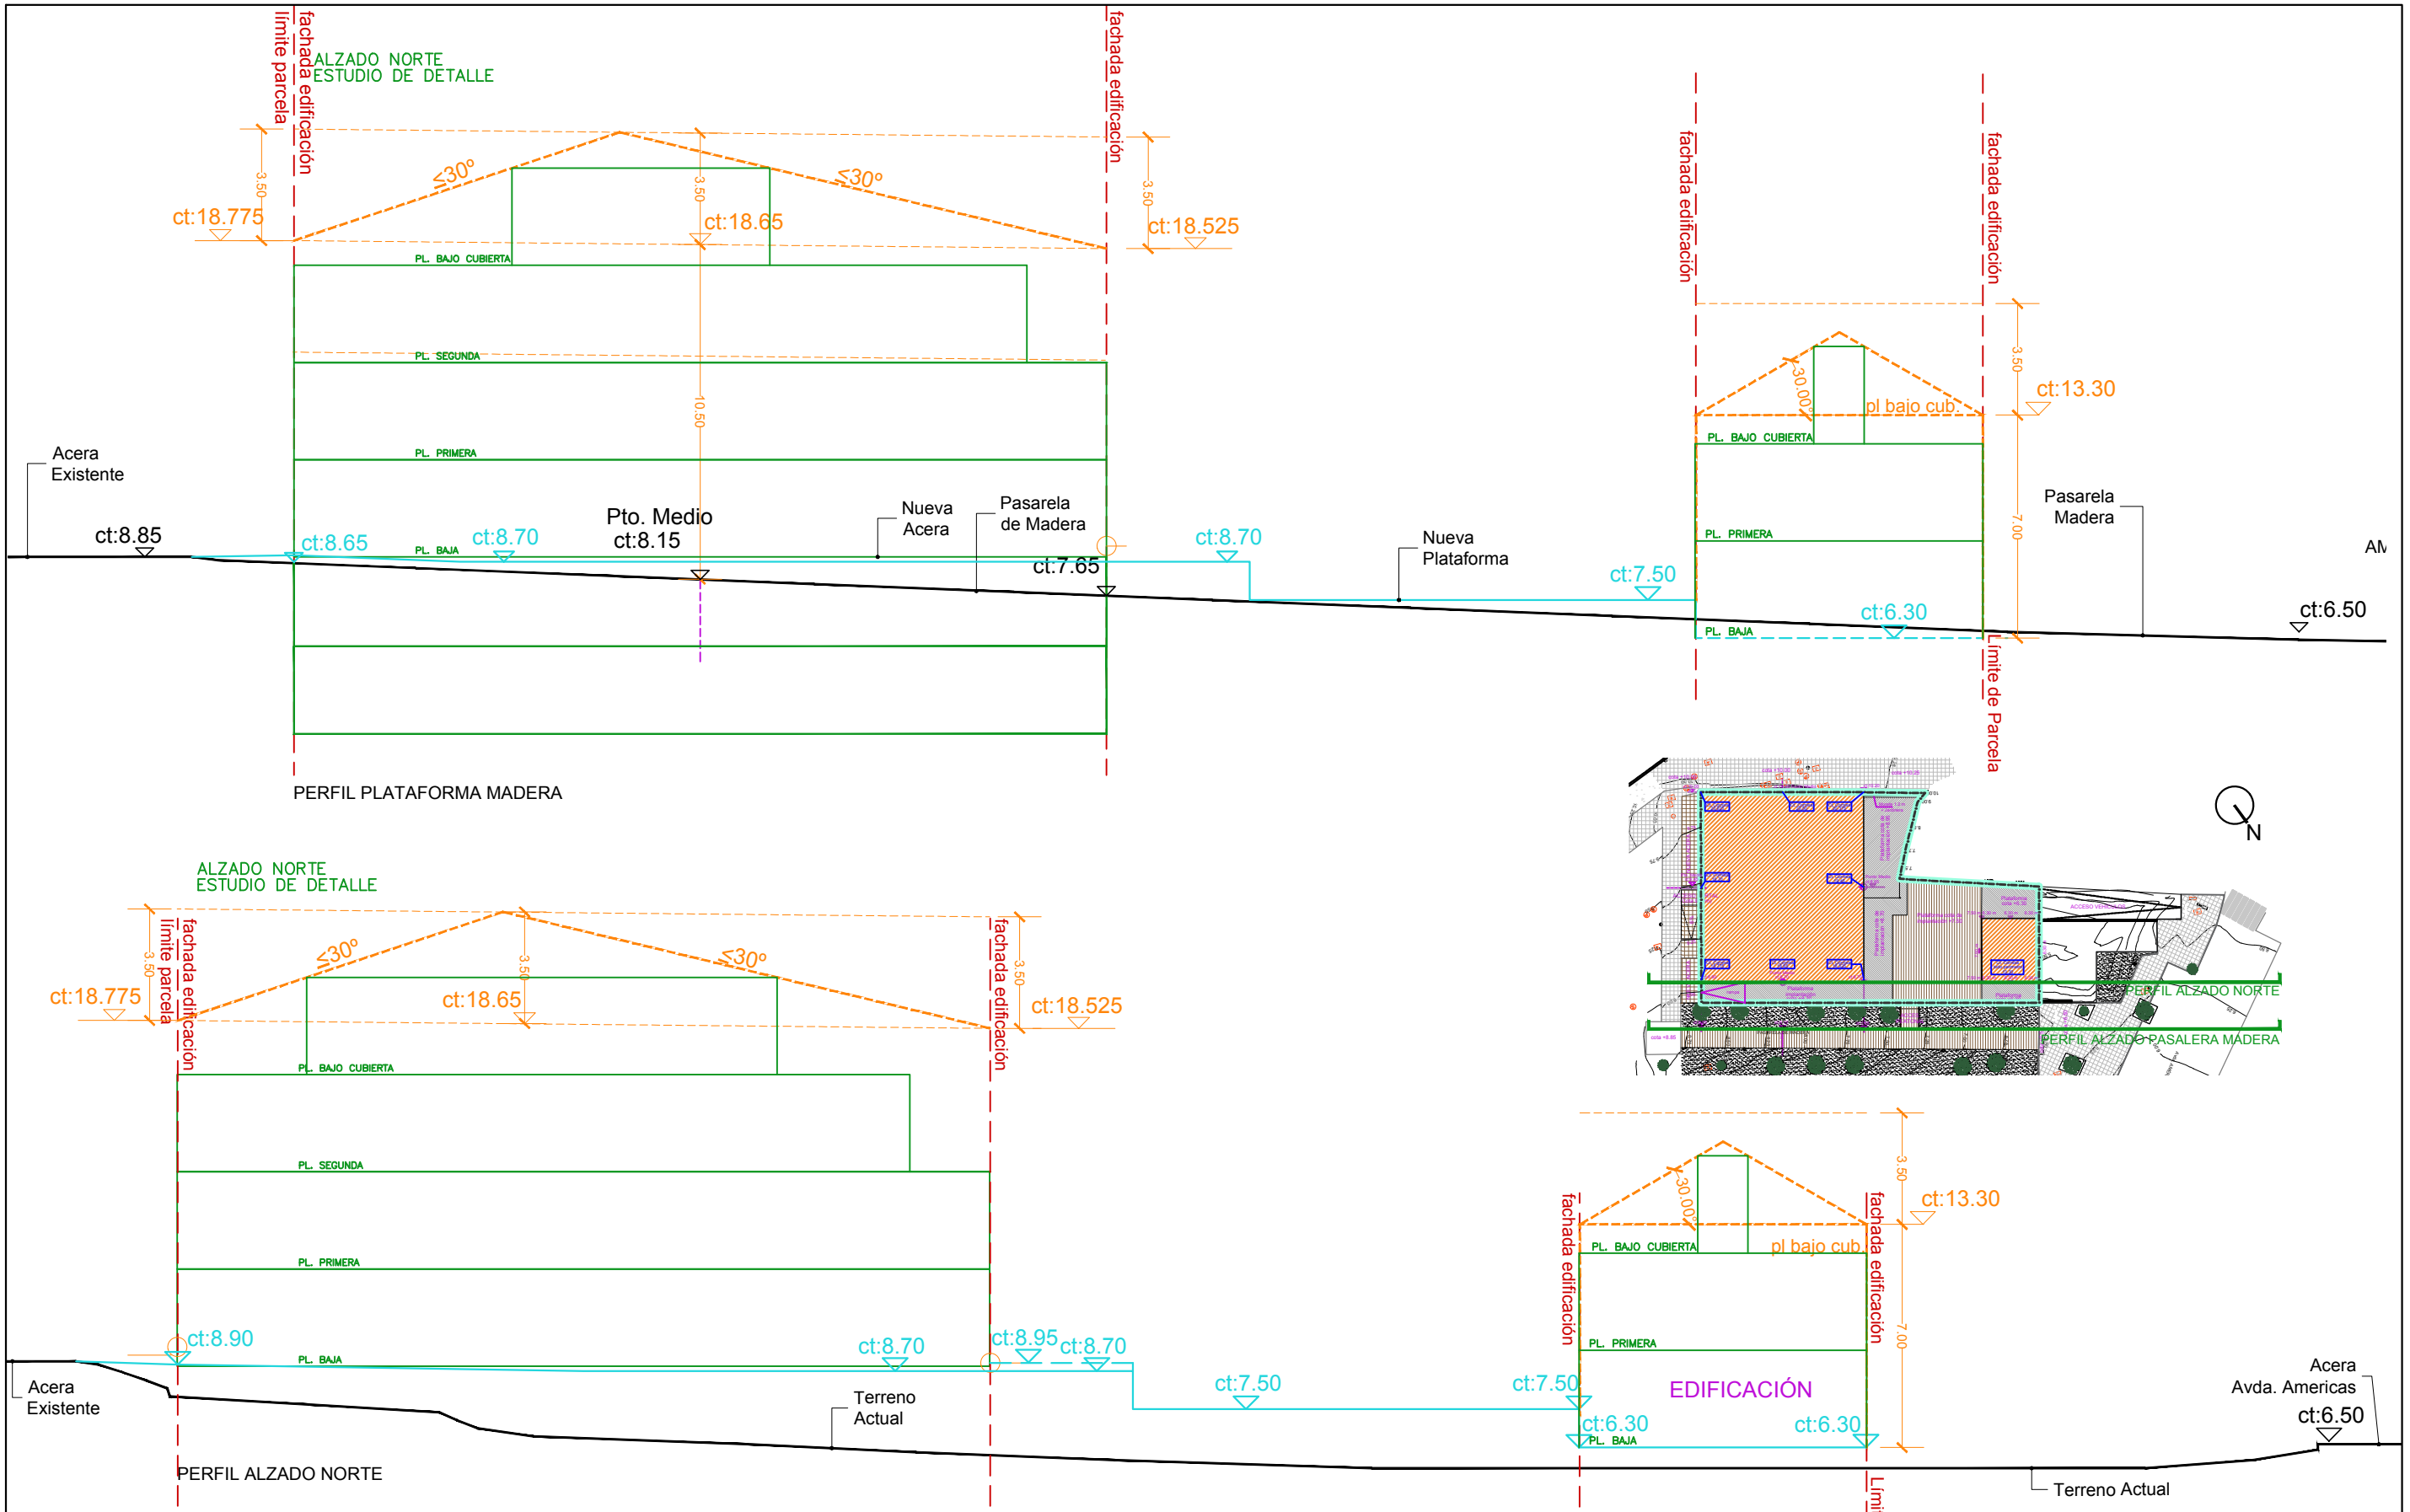 límite parcela
fachada edificación
ALZADO NORTE
ESTUDIO DE DETALLE
fachada edificación
fachada edificación
fachada edificación
3.50
≤30º
3.50
≤30º
3.50
ct:18.775
ct:18.65
ct:18.525
PL. BAJO CUBIERTA
PL. SEGUNDA
10.50
PL. PRIMERA
3.50
30.00°
pl bajo cub.
ct:13.30
PL. BAJO CUBIERTA
PL. PRIMERA
7.00
Acera
Existente
ct:8.85
ct:8.65
ct:8.70
PL. BAJA
Pto. Medio
ct:8.15
Nueva
Acera
Pasarela
de Madera
ct:7.65
ct:8.70
Nueva
Plataforma
ct:7.50
ct:6.30
PL. BAJA
Pasarela
Madera
AM
ct:6.50
Límite de Parcela
PERFIL PLATAFORMA MADERA
N
ACCESO VEHICULOS
PERFIL ALZADO NORTE
PERFIL ALZADO PASALERA MADERA
ALZADO NORTE
ESTUDIO DE DETALLE
límite parcela
fachada edificación
fachada edificación
3.50
≤30º
3.50
≤30º
3.50
ct:18.775
ct:18.65
ct:18.525
PL. BAJO CUBIERTA
PL. SEGUNDA
PL. PRIMERA
fachada edificación
fachada edificación
3.50
30.00°
ct:13.30
PL. BAJO CUBIERTA
pl bajo cub.
7.00
PL. PRIMERA
EDIFICACIÓN
ct:8.90
PL. BAJA
ct:8.70
ct:8.95
ct:8.70
ct:7.50
ct:7.50
ct:6.30
ct:6.30
PL. BAJA
Acera
Existente
Terreno
Actual
Acera
Avda. Americas
ct:6.50
PERFIL ALZADO NORTE
Lími
Terreno Actual